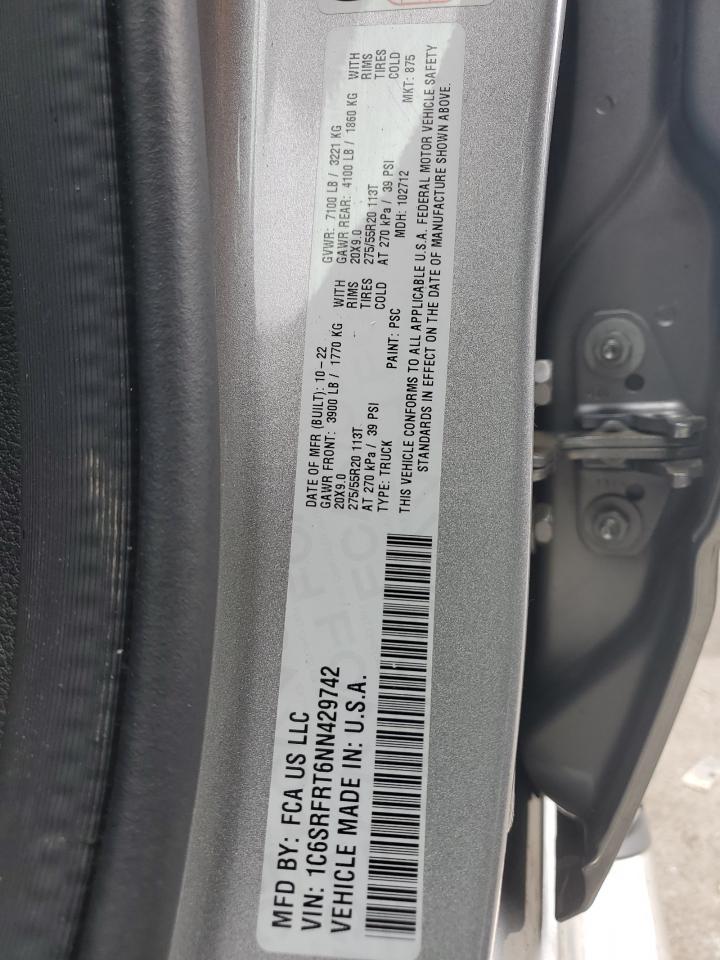 MFD BY: FCA US LLC
VIN: 1C6SRFRT6NN429742
VEHICLE MADE IN: U.S.A.
DATE OF MFR (BUILT): 10-22 GVWR: 7100 LB / 3221 KG
GAWR FRONT: 3900 LB / 1770 KG WITH GAWR REAR: 4100 LB / 1860 KG WITH
20X9.0 RIMS 20X9.0 RIMS
275/55R20 113T TIRES 275/55R20 113T TIRES
AT 270 kPa / 39 PSI COLD AT 270 kPa / 39 PSI COLD
TYPE: TRUCK PAINT: PSC MDH: 102712 MKT: 875
THIS VEHICLE CONFORMS TO ALL APPLICABLE U.S.A. FEDERAL MOTOR VEHICLE SAFETY
STANDARDS IN EFFECT ON THE DATE OF MANUFACTURE SHOWN ABOVE.